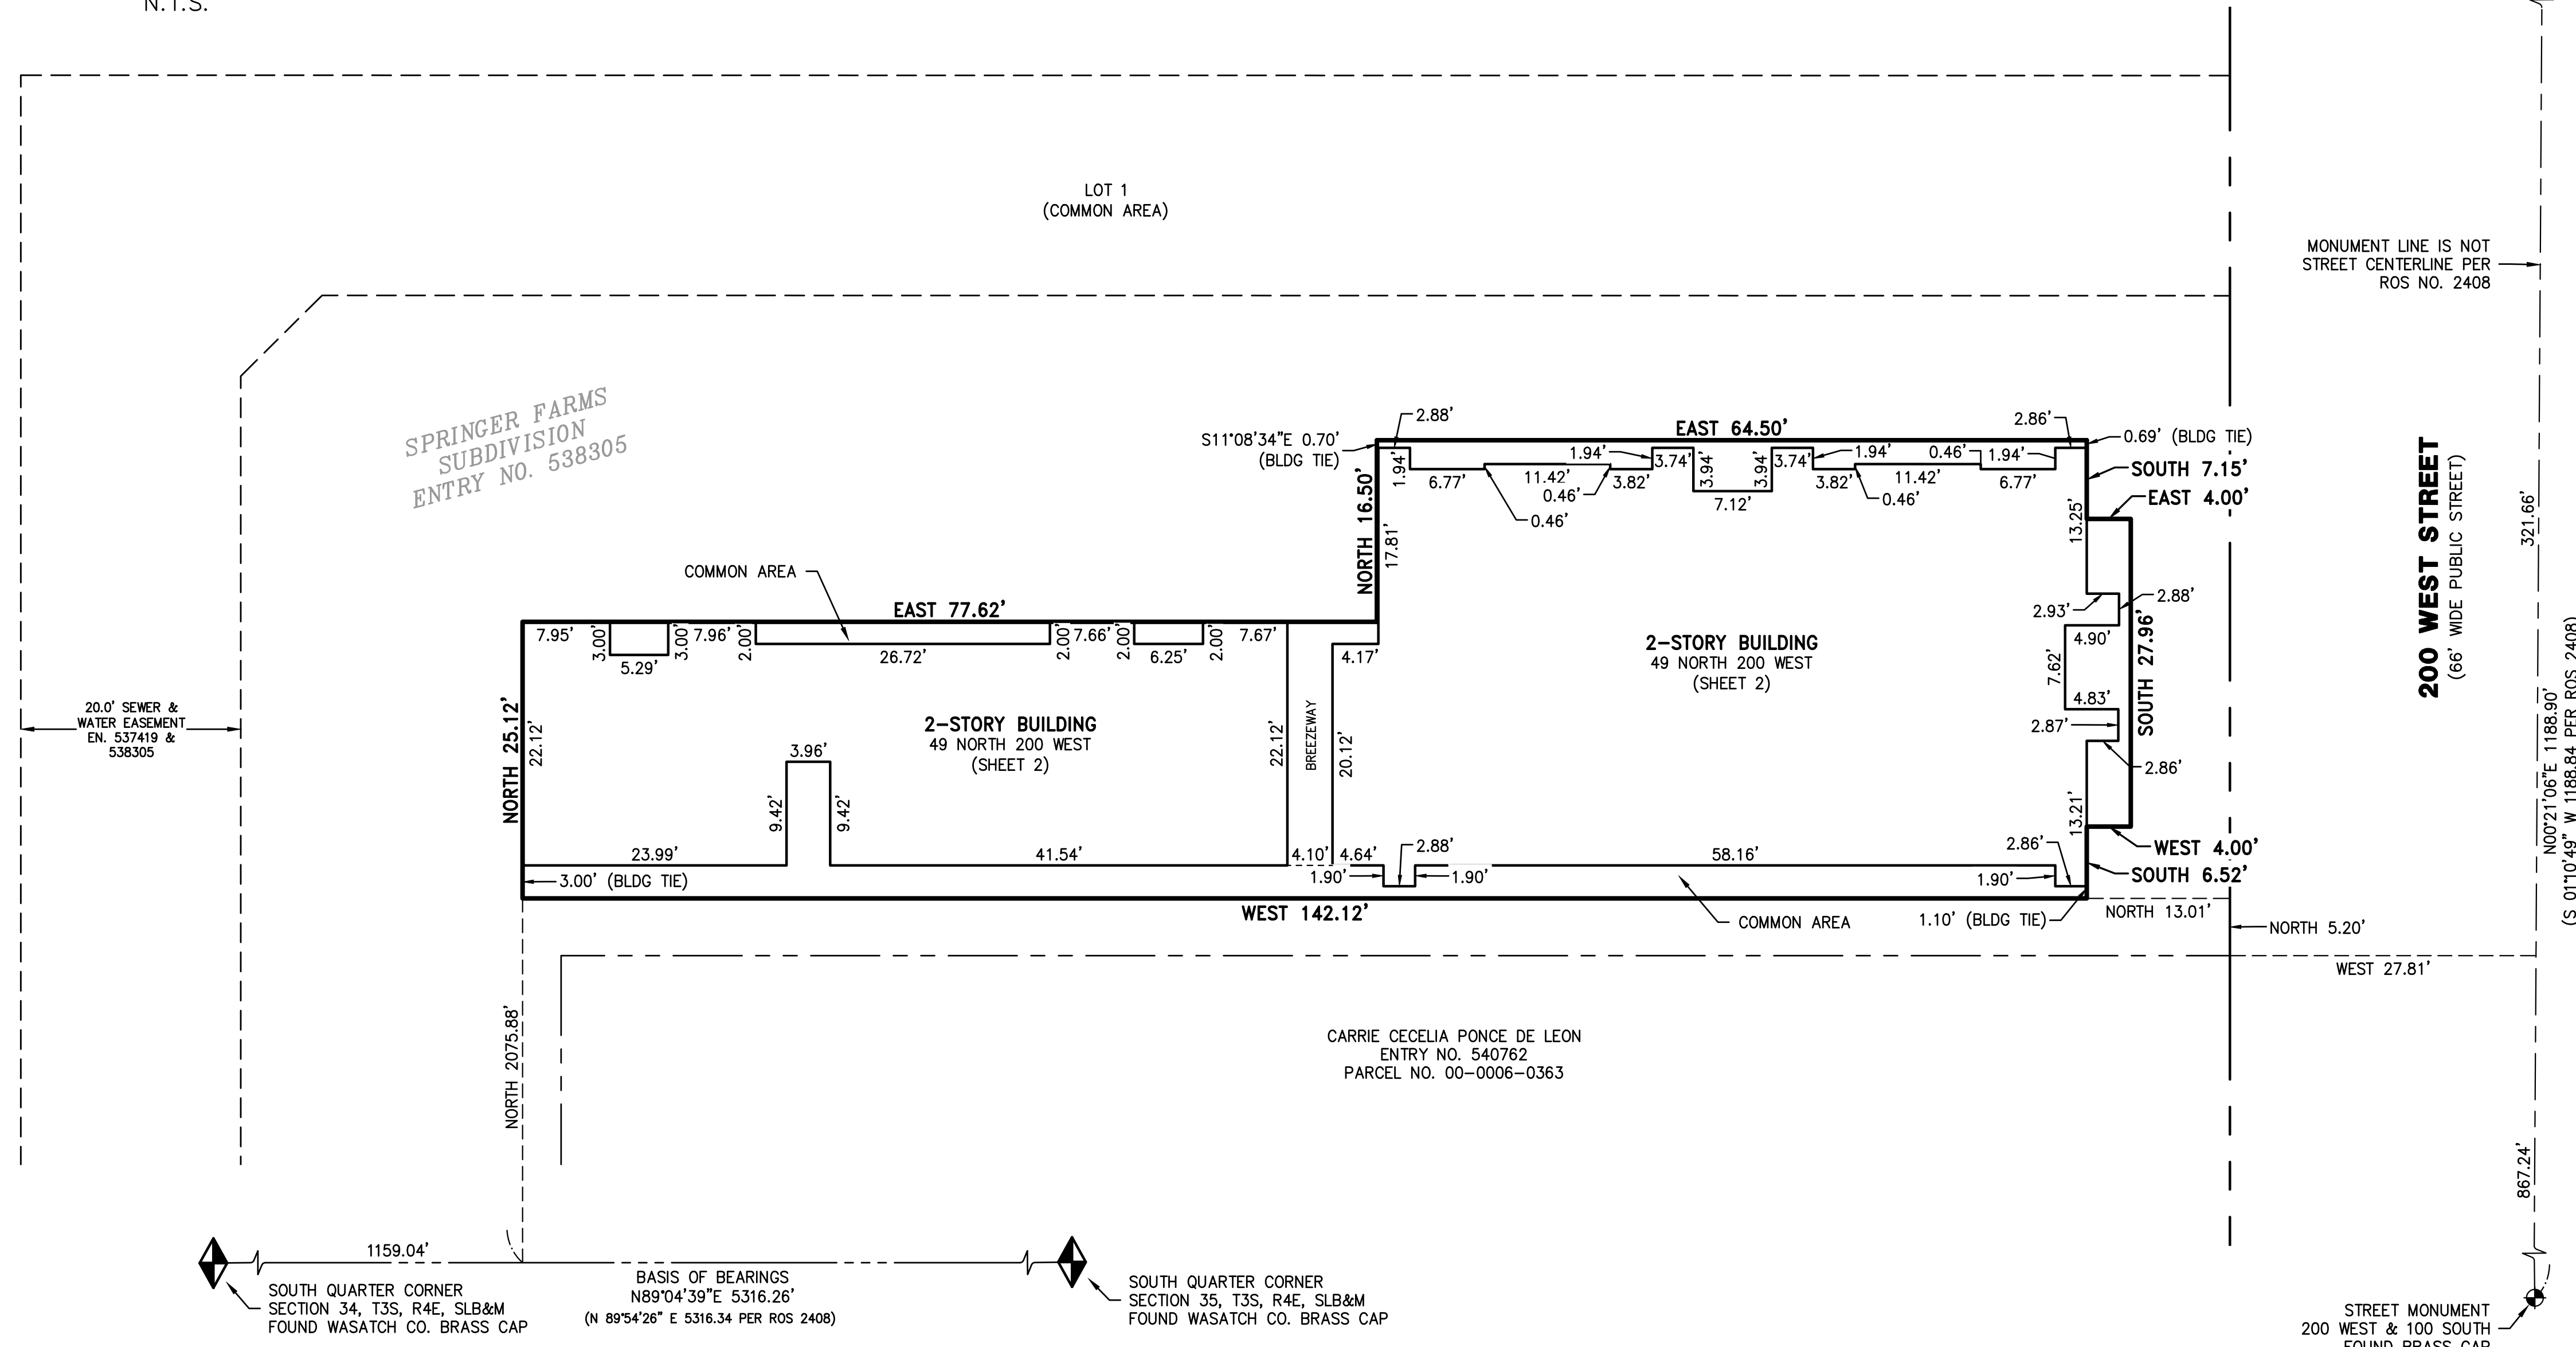 N.T.S.
LOT 1
(COMMON AREA)
MONUMENT LINE IS NOT
STREET CENTERLINE PER
ROS NO. 2408
SPRINGER FARMS
SUBDIVISION
ENTRY NO. 538305
S11°08'34"E 0.70'
(BLDG TIE)
2.88'
EAST 64.50'
2.86'
0.69' (BLDG TIE)
1.94'
6.77'
11.42'
0.46'
0.46'
3.82'
1.94'
3.74'
3.94'
7.12'
3.94'
3.74'
1.94'
3.82'
0.46'
11.42'
0.46'
6.77'
1.94'
SOUTH 7.15'
EAST 4.00'
NORTH 16.50'
17.81'
13.25'
321.66'
200 WEST STREET
(66' WIDE PUBLIC STREET)
COMMON AREA
EAST 77.62'
7.95'
3.00'
5.29'
3.00'
7.96'
2.00'
26.72'
2.00'
7.66'
2.00'
6.25'
2.00'
7.67'
4.17'
2-STORY BUILDING
49 NORTH 200 WEST
(SHEET 2)
2.93'
2.88'
4.90'
7.62'
4.83'
2.87'
2.86'
SOUTH 27.96'
20.0' SEWER &
WATER EASEMENT
EN. 537419 &
538305
NORTH 25.12'
22.12'
2-STORY BUILDING
49 NORTH 200 WEST
(SHEET 2)
22.12'
BREEZEWAY
20.12'
3.96'
9.42'
9.42'
13.21'
23.99'
41.54'
4.10'
4.64'
2.88'
58.16'
2.86'
WEST 4.00'
SOUTH 6.52'
3.00' (BLDG TIE)
1.90'
1.90'
1.90'
WEST 142.12'
COMMON AREA
1.10' (BLDG TIE)
NORTH 13.01'
NORTH 5.20'
WEST 27.81'
N00°21'06"E 1188.90'
(S 01°10'49" W 1188.84 PER ROS 2408)
NORTH 2075.88'
CARRIE CECELIA PONCE DE LEON
ENTRY NO. 540762
PARCEL NO. 00-0006-0363
867.24'
1159.04'
SOUTH QUARTER CORNER
SECTION 34, T3S, R4E, SLB&M
FOUND WASATCH CO. BRASS CAP
BASIS OF BEARINGS
N89°04'39"E 5316.26'
(N 89°54'26" E 5316.34 PER ROS 2408)
SOUTH QUARTER CORNER
SECTION 35, T3S, R4E, SLB&M
FOUND WASATCH CO. BRASS CAP
STREET MONUMENT
200 WEST & 100 SOUTH
FOUND BRASS CAP